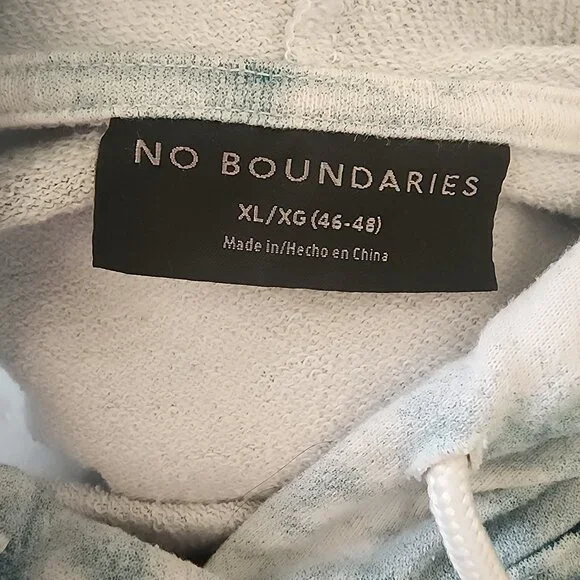 NO BOUNDARIES
XL/XG (46-48)
Made in/Hecho en China